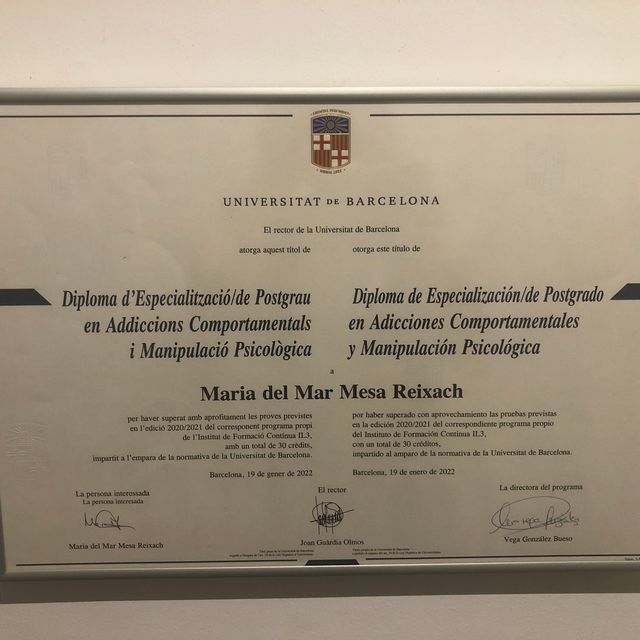 UNIVERSITAT DE BARCELONA
El rector de la Universitat de Barcelona
atorga aquest títol de
otorga este título de
Diploma d'Especialització/de Postgrau
en Addiccions Comportamentals
i Manipulació Psicològica
Diploma de Especialización/de Postgrado
en Adicciones Comportamentales
y Manipulación Psicológica
a
Maria del Mar Mesa Reixach
per haver superat amb aprofitament les proves previstes
en l'edició 2020/2021 del corresponent programa propi
de l'Institut de Formació Contínua IL3,
amb un total de 30 crèdits,
impartit a l'empara de la normativa de la Universitat de Barcelona.
Barcelona, 19 de gener de 2022
por haber superado con aprovechamiento las pruebas previstas
en la edición 2020/2021 del correspondiente programa propio
del Instituto de Formación Continua IL3,
con un total de 30 créditos,
impartido al amparo de la normativa de la Universitat de Barcelona.
Barcelona, 19 de enero de 2022
La persona interessada
La persona interesada
Maria del Mar Mesa Reixach
El rector
Joan Guàrdia Olmos
La directora del programa
Vega González Bueso